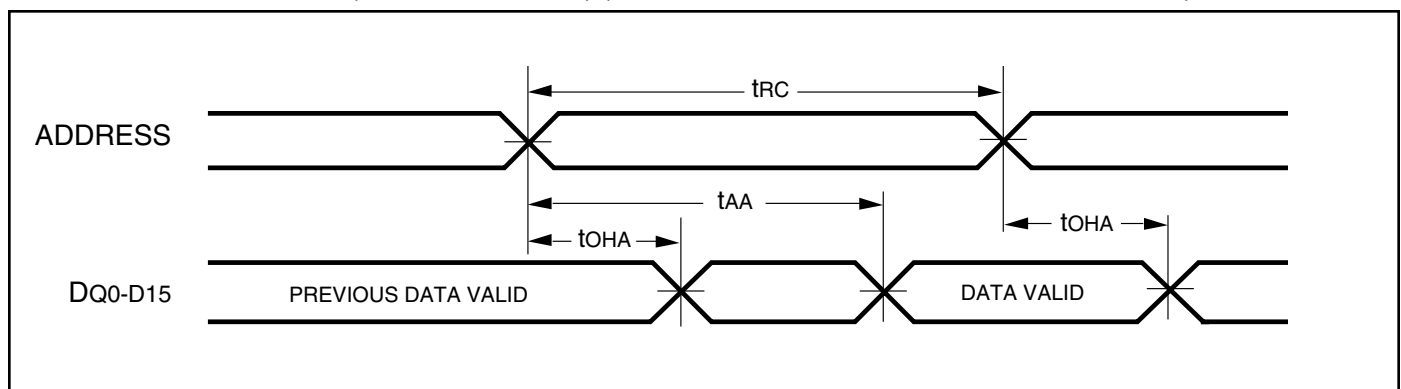 tRC
ADDRESS
tAA
tOHA
tOHA
DQ0-D15
PREVIOUS DATA VALID
DATA VALID